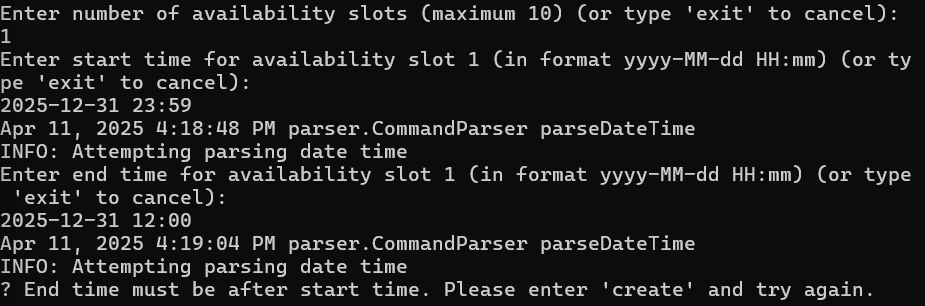 Enter number of availability slots (maximum 10) (or type 'exit' to cancel):
1
Enter start time for availability slot 1 (in format yyyy-MM-dd HH:mm) (or ty
pe 'exit' to cancel):
2025-12-31 23:59
Apr 11, 2025 4:18:48 PM parser.CommandParser parseDateTime
INFO: Attempting parsing date time
Enter end time for availability slot 1 (in format yyyy-MM-dd HH:mm) (or type
 'exit' to cancel):
2025-12-31 12:00
Apr 11, 2025 4:19:04 PM parser.CommandParser parseDateTime
INFO: Attempting parsing date time
? End time must be after start time. Please enter 'create' and try again.